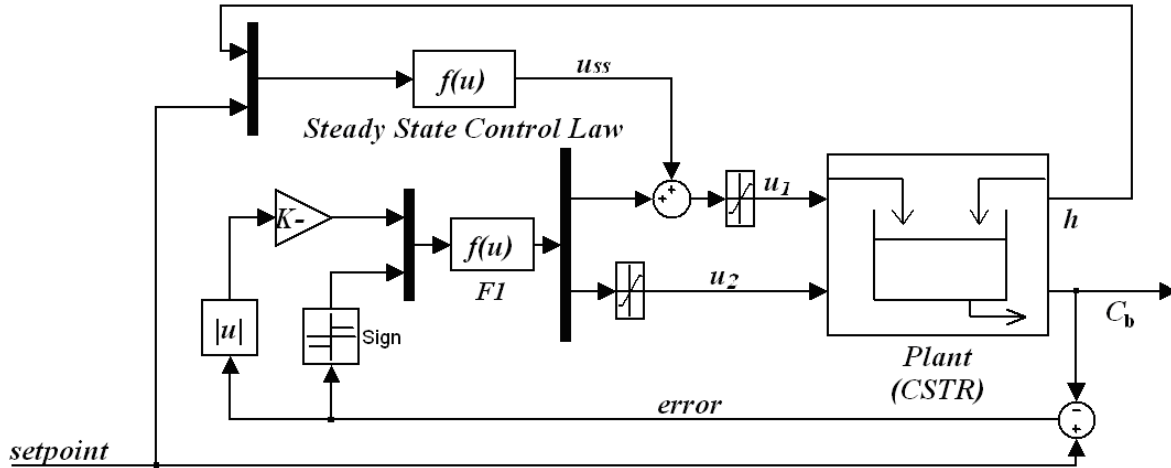 f(u)
uss
Steady State Control Law
+
+
u1
h
K-
f(u)
F1
u2
Cb
|u|
Sign
Plant
(CSTR)
error
-
+
setpoint